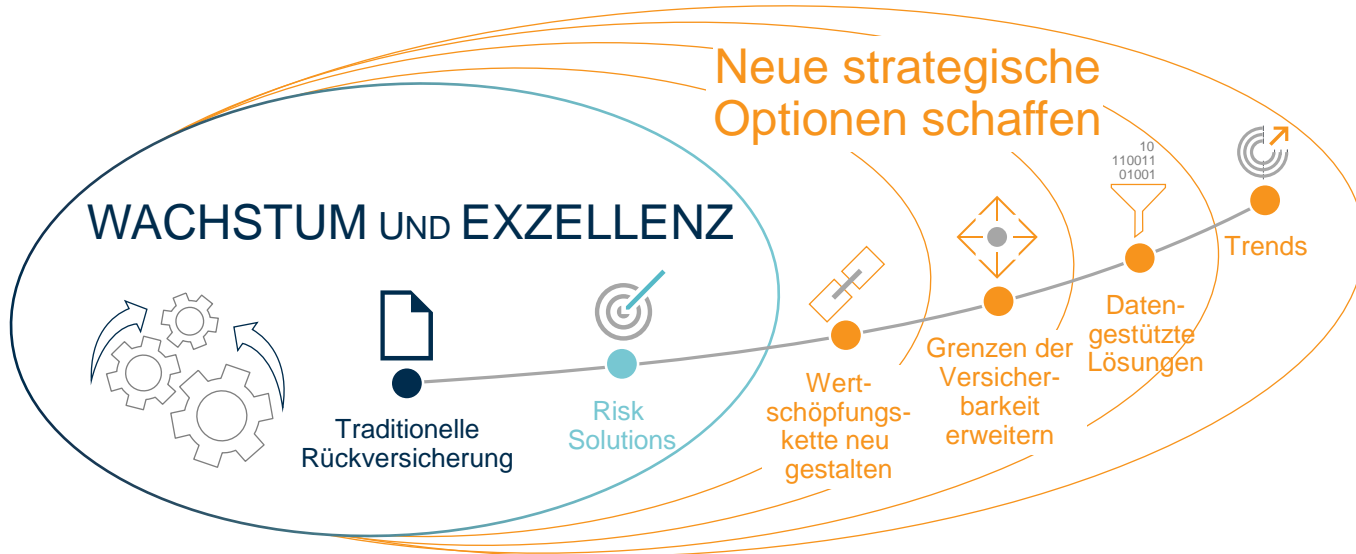 Neue strategische
Optionen schaffen
WACHSTUM UND EXZELLENZ
10
110011
01001
Traditionelle
Rückversicherung
Risk
Solutions
Wert-
schöpfungs-
kette neu
gestalten
Grenzen der
Versicher-
barkeit
erweitern
Daten-
gestützte
Lösungen
Trends